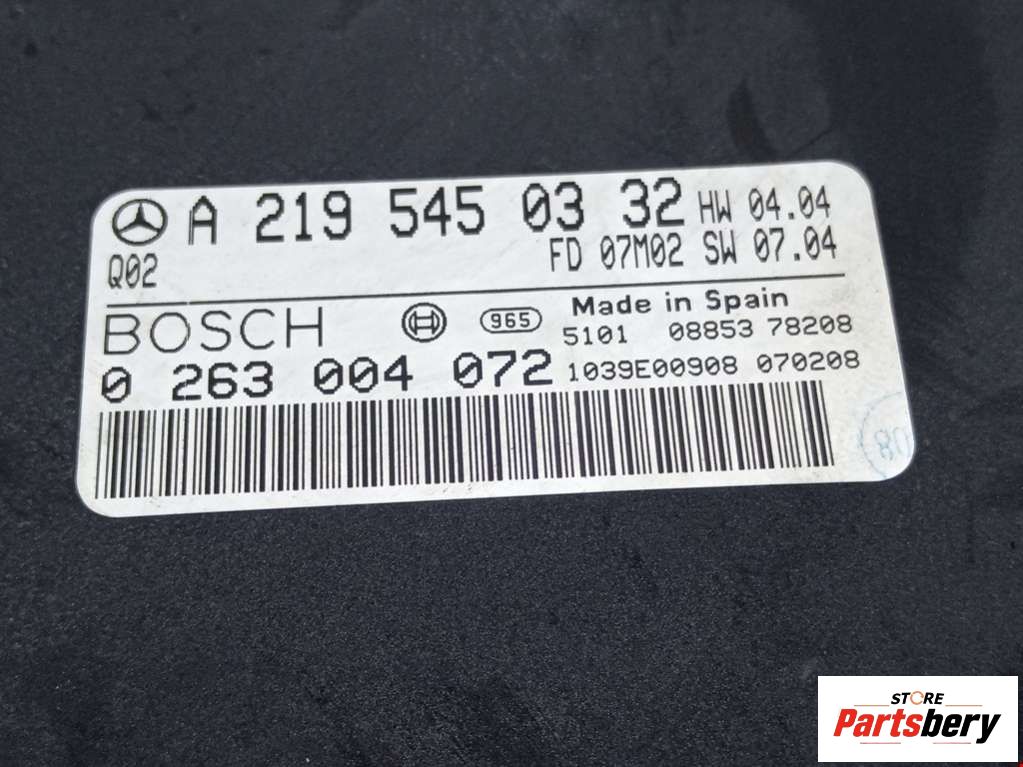 A 219 545 03 32 HW 04.04
Q02 FD 07M02 SW 07.04
BOSCH 965 Made in Spain
5101 08853 78208
0 263 004 072 1039E00908 070208
80
STORE
Partsbery